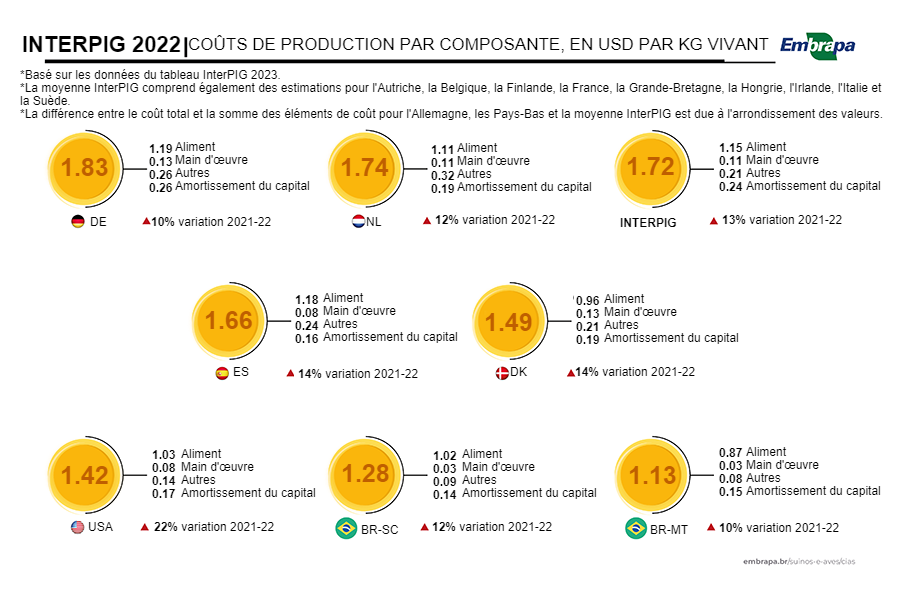 INTERPIG 2022|COÛTS DE PRODUCTION PAR COMPOSANTE, EN USD PAR KG VIVANT
Embrapa
*Basé sur les données du tableau InterPIG 2023.
*La moyenne InterPIG comprend également des estimations pour l'Autriche, la Belgique, la Finlande, la France, la Grande-Bretagne, la Hongrie, l'Irlande, l'Italie et
la Suède.
*La différence entre le coût total et la somme des éléments de coût pour l'Allemagne, les Pays-Bas et la moyenne InterPIG est due à l'arrondissement des valeurs.
1.83
1.19 Aliment
0.13 Main d'œuvre
0.26 Autres
0.26 Amortissement du capital
DE
10% variation 2021-22
1.74
1.11 Aliment
0.11 Main d'œuvre
0.32 Autres
0.19 Amortissement du capital
NL
12% variation 2021-22
1.72
1.15 Aliment
0.11 Main d'œuvre
0.21 Autres
0.24 Amortissement du capital
INTERPIG
13% variation 2021-22
1.66
1.18 Aliment
0.08 Main d'œuvre
0.24 Autres
0.16 Amortissement du capital
ES
14% variation 2021-22
1.49
0.96 Aliment
0.13 Main d'œuvre
0.21 Autres
0.19 Amortissement du capital
DK
14% variation 2021-22
1.42
1.03 Aliment
0.08 Main d'œuvre
0.14 Autres
0.17 Amortissement du capital
USA
22% variation 2021-22
1.28
1.02 Aliment
0.03 Main d'œuvre
0.09 Autres
0.14 Amortissement du capital
BR-SC
12% variation 2021-22
1.13
0.87 Aliment
0.03 Main d'œuvre
0.08 Autres
0.15 Amortissement du capital
BR-MT
10% variation 2021-22
embrapa.br/suinos-e-aves/cias